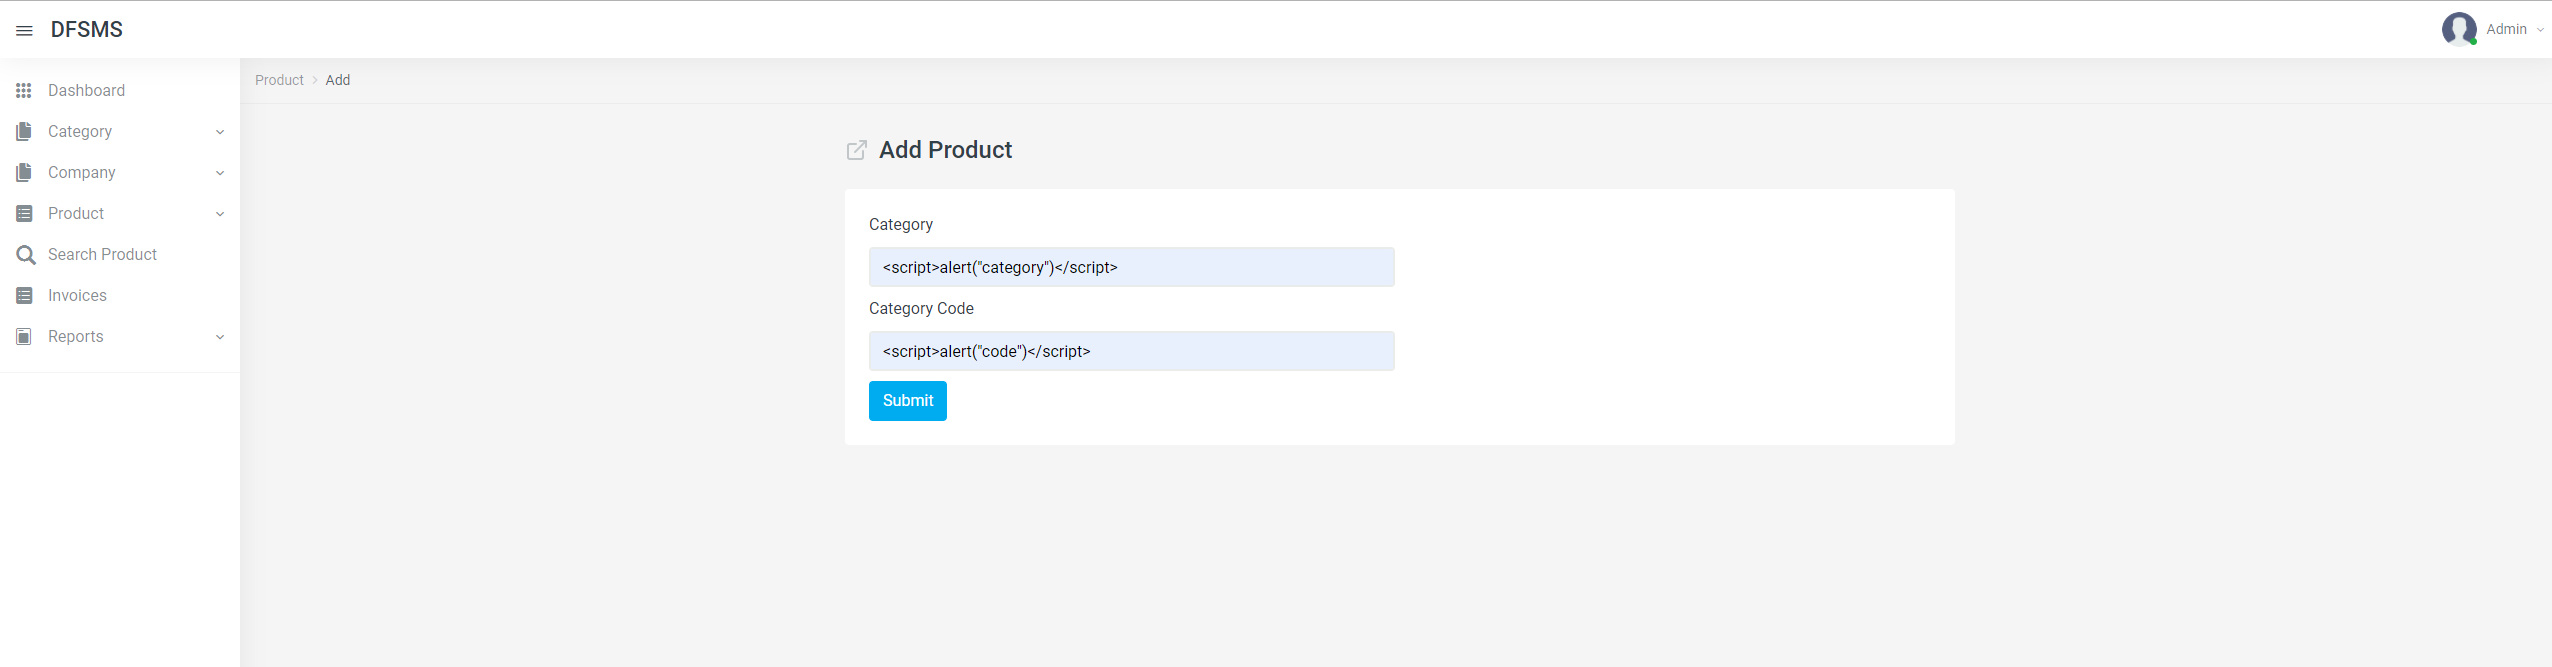 DFSMS
Admin
Dashboard
Category
Company
Product
Search Product
Invoices
Reports
Product > Add
Add Product
Category
<script>alert("category")</script>
Category Code
<script>alert("code")</script>
Submit